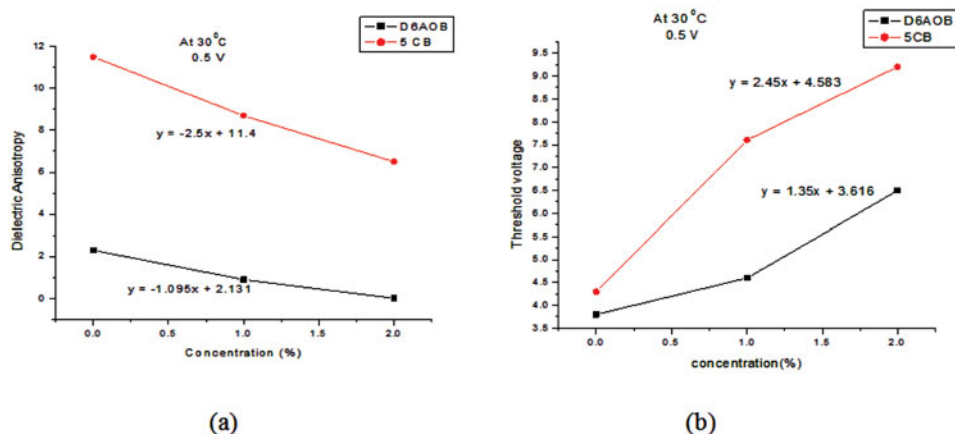 At 30 °C
0.5 V
D6AOB
5 CB
12
10
8
6
4
2
0
Dielectric Anisotropy
y = -2.5x + 11.4
y = -1.095x + 2.131
0.0 0.5 1.0 1.5 2.0
Concentration (%)
(a)
At 30 °C
0.5 V
D6AOB
5CB
9.5
9.0
8.5
8.0
7.5
7.0
6.5
6.0
5.5
5.0
4.5
4.0
3.5
Threshold voltage
y = 2.45x + 4.583
y = 1.35x + 3.616
0.0 0.5 1.0 1.5 2.0
concentration(%)
(b)